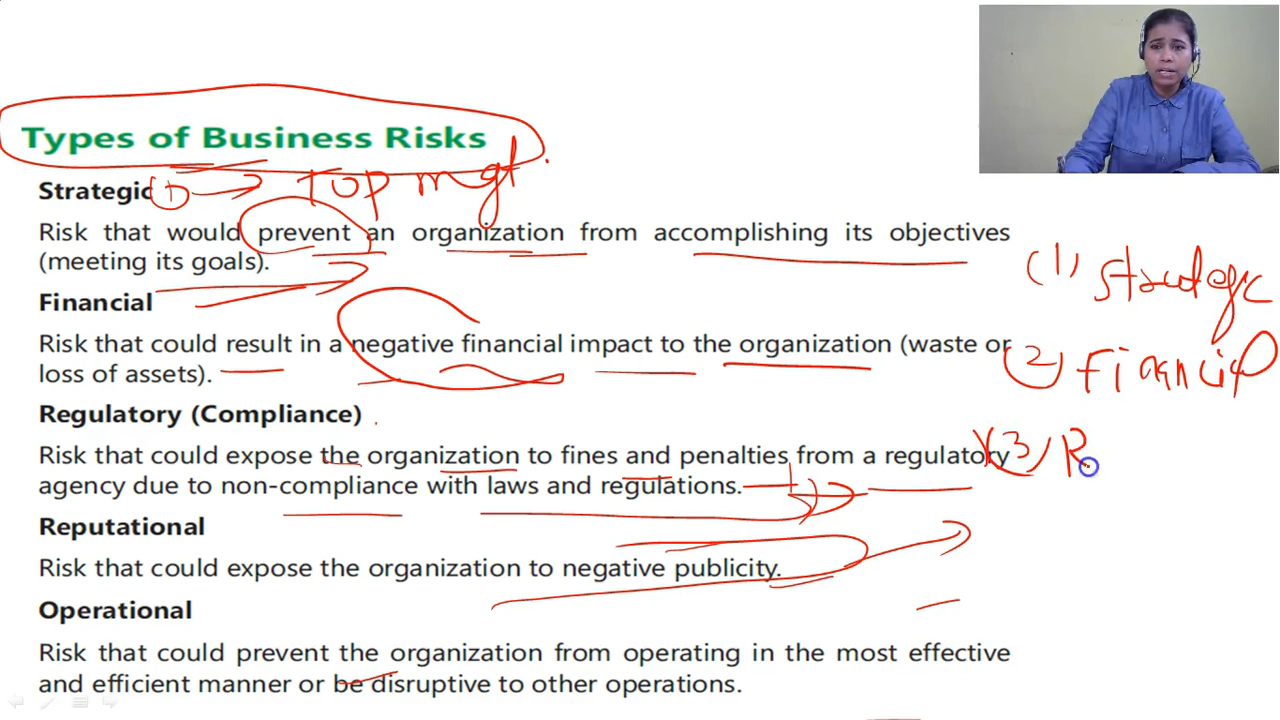 Types of Business Risks
Strategic (1) → Top mgt.
Risk that would prevent an organization from accomplishing its objectives
(meeting its goals).
(1) Strategic
Financial
Risk that could result in a negative financial impact to the organization (waste or
loss of assets).
(2) Financial
Regulatory (Compliance)
Risk that could expose the organization to fines and penalties from a regulatory
agency due to non-compliance with laws and regulations.
(3) R
Reputational
Risk that could expose the organization to negative publicity.
Operational
Risk that could prevent the organization from operating in the most effective
and efficient manner or be disruptive to other operations.